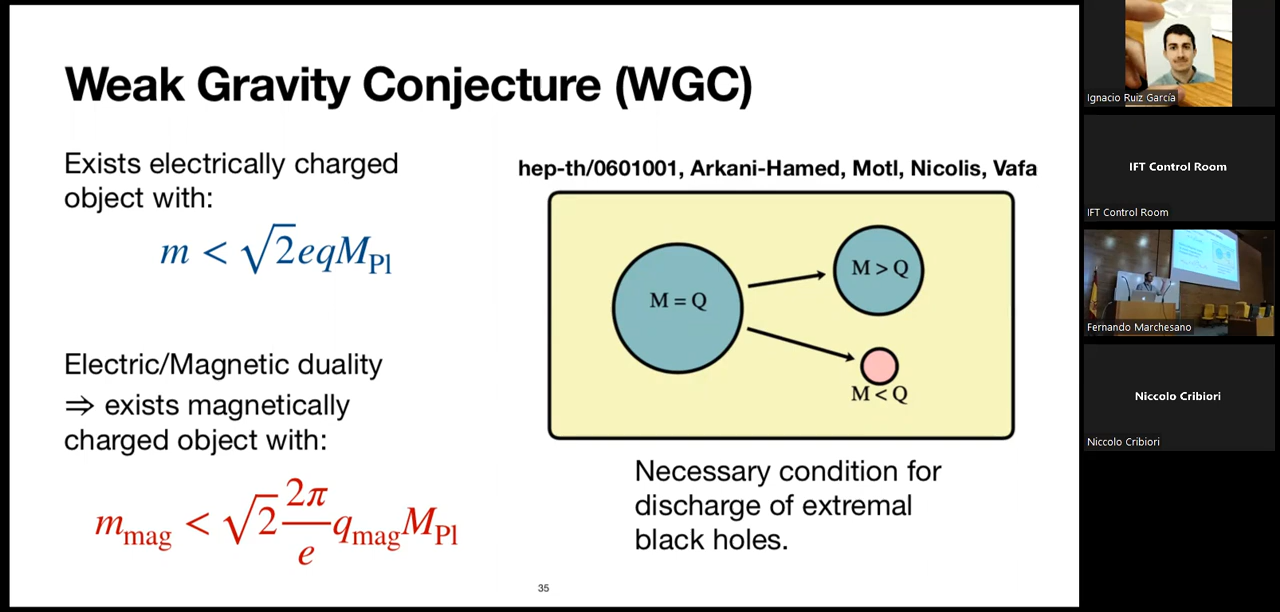 Weak Gravity Conjecture (WGC)
Exists electrically charged
object with:
m < √2eqM_Pl
Electric/Magnetic duality
⇒ exists magnetically
charged object with:
m_mag < √2 2π/e q_mag M_Pl
hep-th/0601001, Arkani-Hamed, Motl, Nicolis, Vafa
M = Q
M > Q
M < Q
Necessary condition for
discharge of extremal
black holes.
35
Ignacio Ruiz García
IFT Control Room
IFT Control Room
Fernando Marchesano
Niccolo Cribiori
Niccolo Cribiori